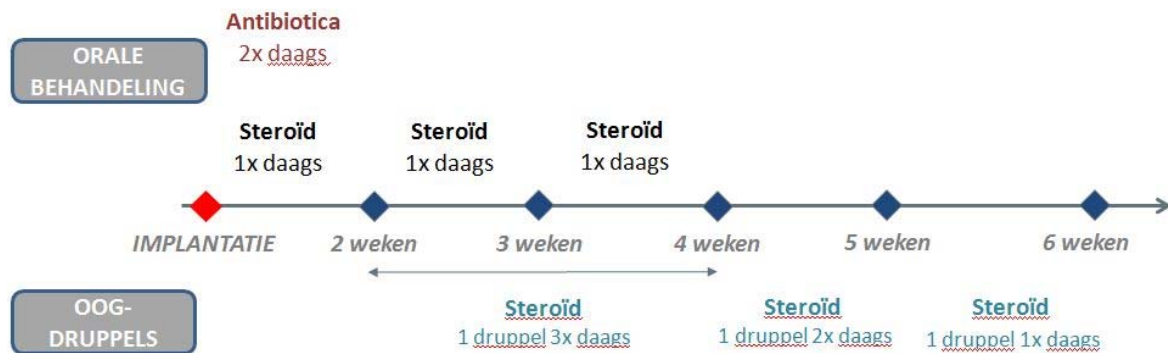 Antibiotica
2x daags
ORALE
BEHANDELING
Steroïd
1x daags
Steroïd
1x daags
Steroïd
1x daags
IMPLANTATIE
2 weken
3 weken
4 weken
5 weken
6 weken
OOG-
DRUPPELS
Steroïd
1 druppel 3x daags
Steroïd
1 druppel 2x daags
Steroïd
1 druppel 1x daags